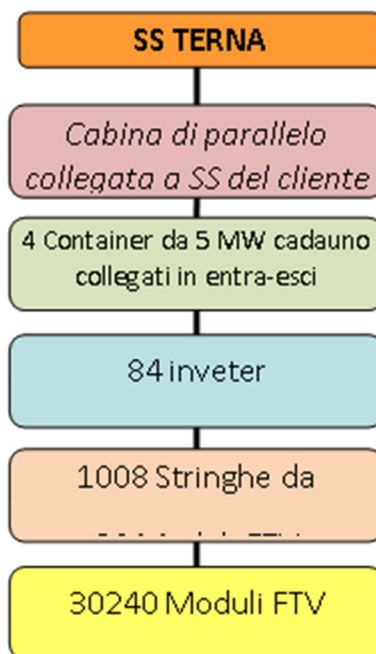 SS TERNA
Cabina di parallelo
collegata a SS del cliente
4 Container da 5 MW cadauno
collegati in entra-esci
84 inveter
1008 Stringhe da
30240 Moduli FTV